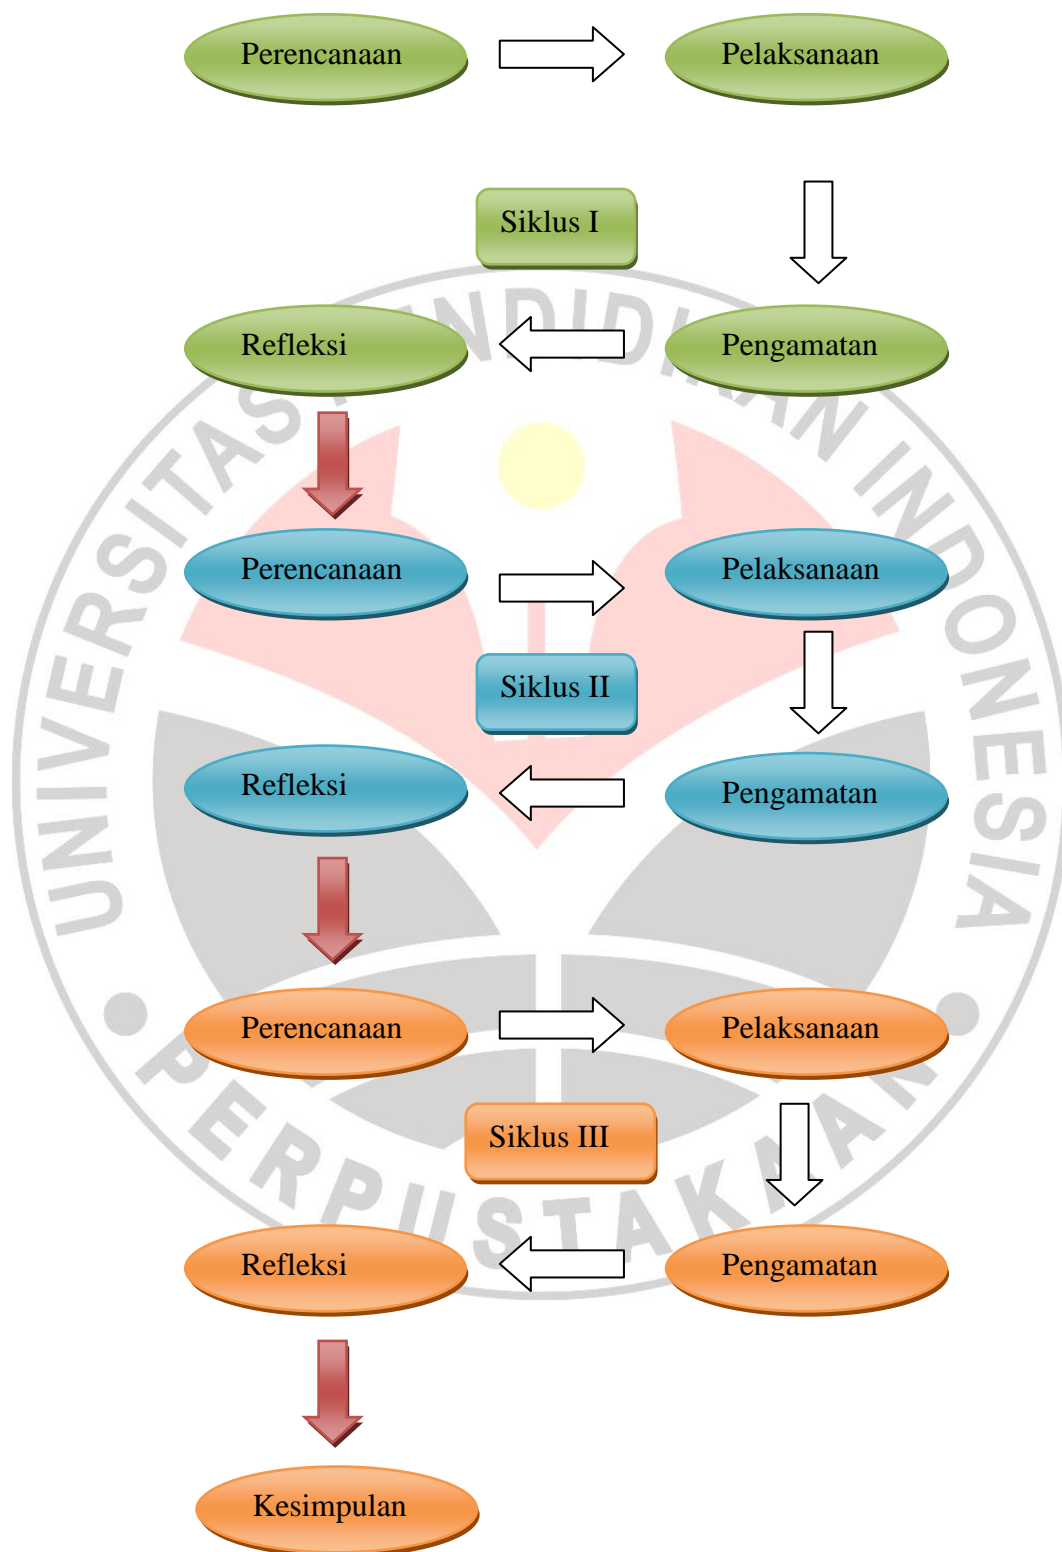 Perencanaan
Pelaksanaan
Siklus I
Refleksi
Pengamatan
UNIVERSITAS PENDIDIKAN INDONESIA
Perencanaan
Pelaksanaan
Siklus II
Refleksi
Pengamatan
Perencanaan
Pelaksanaan
Siklus III
Refleksi
Pengamatan
PERPUSTAKAAN
Kesimpulan